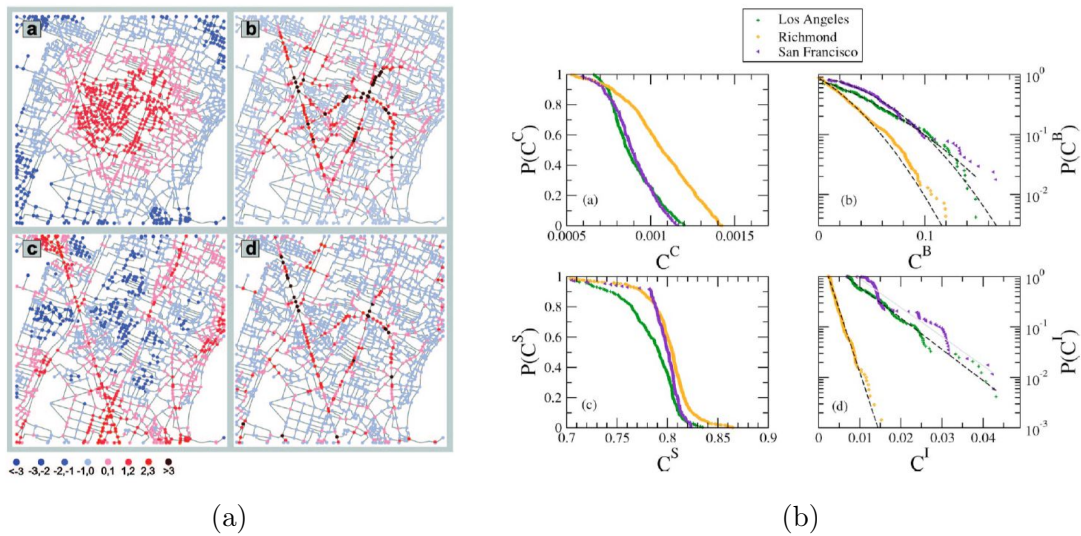 a
b
c
d
<-3 -3,-2 -2,-1 -1,0 0,1 1,2 2,3 >3
(a)
Los Angeles
Richmond
San Francisco
1
0.8
0.6
0.4
0.2
0
P(C^C)
(a)
0.0005 0.001 0.0015
C^C
10^0
10^-1
10^-2
P(C^B)
(b)
0 0.1
C^B
1
0.8
0.6
0.4
0.2
0
P(C^S)
(c)
0.7 0.75 0.8 0.85 0.9
C^S
10^0
10^-1
10^-2
10^-3
P(C^I)
(d)
0 0.01 0.02 0.03 0.04
C^I
(b)